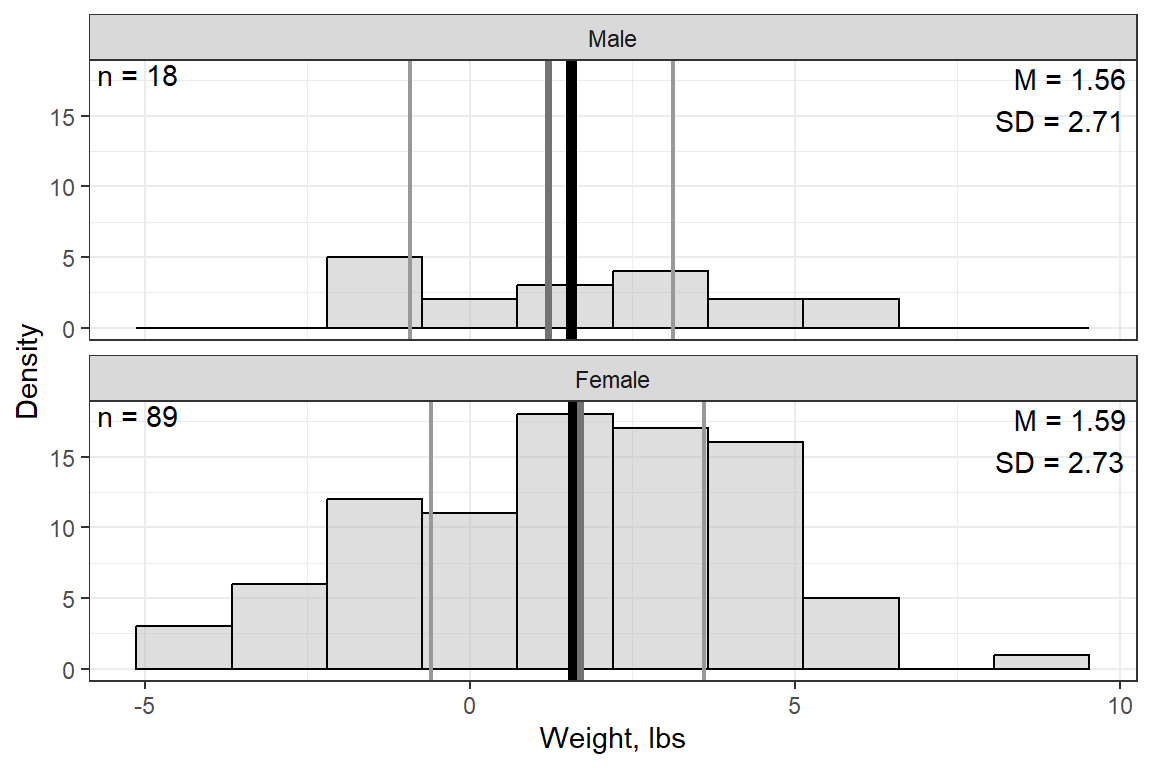 Male
n = 18
M = 1.56
SD = 2.71
15
10
5
0
Density
Female
n = 89
M = 1.59
SD = 2.73
15
10
5
0
-5 0 5 10
Weight, lbs